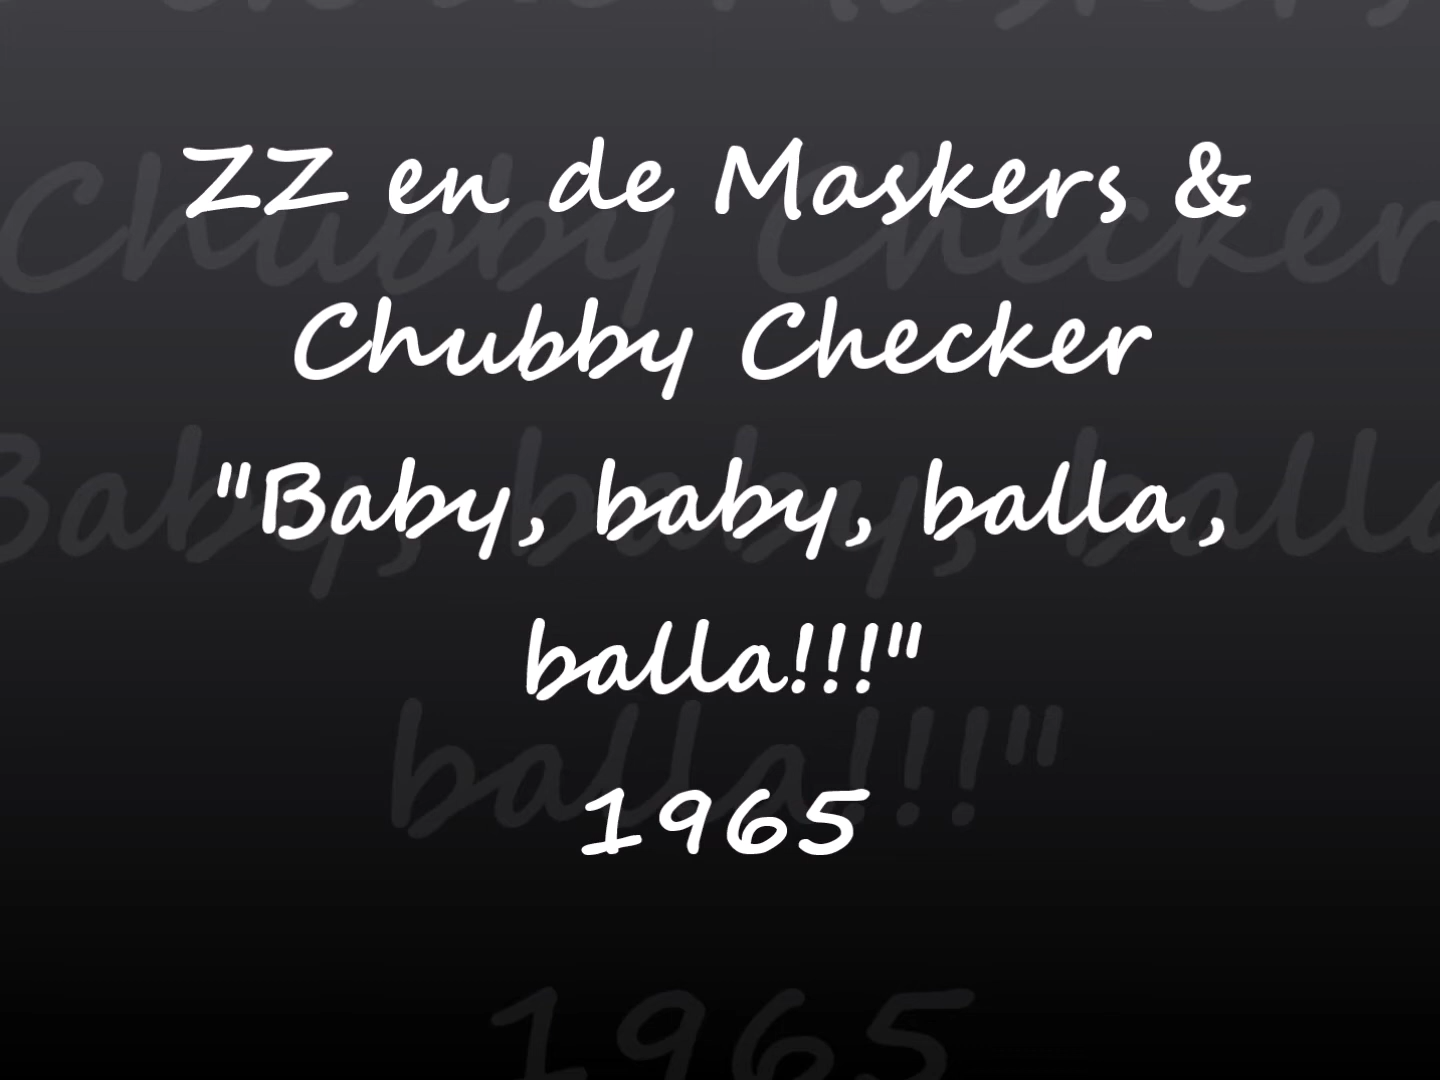 ZZ en de Maskers &
Chubby Checker
"Baby, baby, balla,
balla!!!"
1965